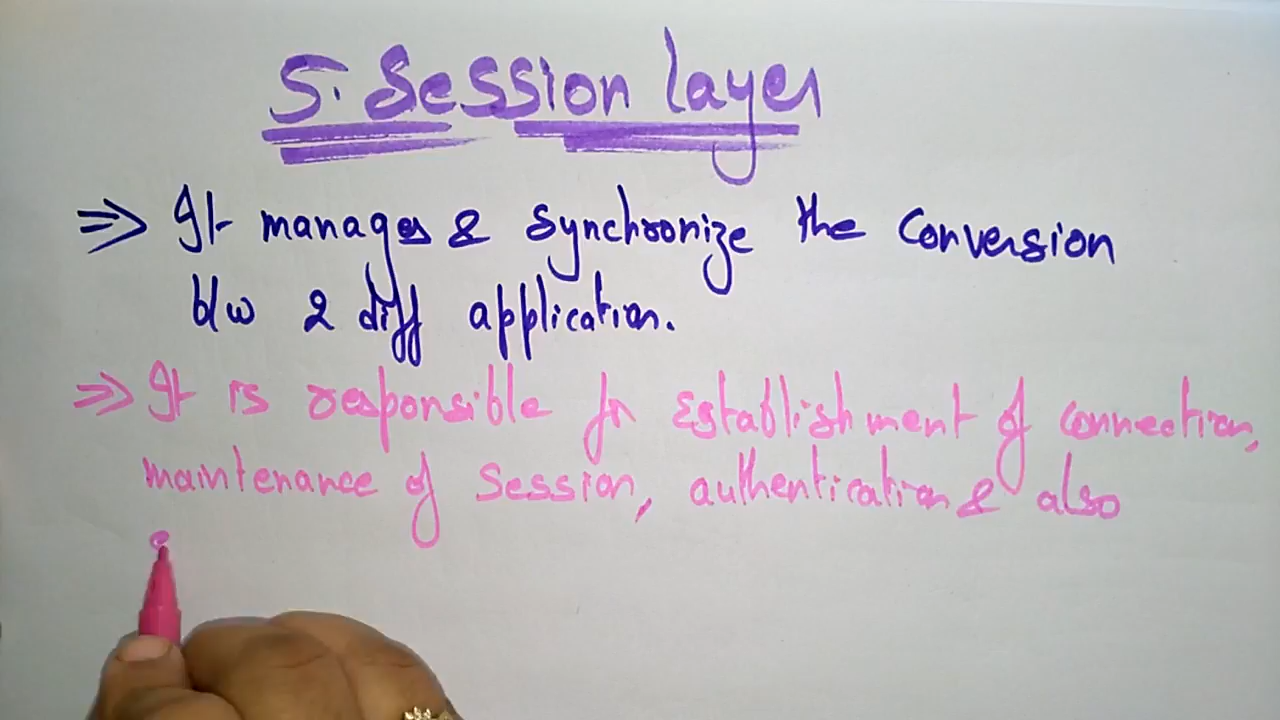 5. Session layer
⇒ It manages & synchronize the Conversion
b/w 2 diff application.
⇒ It is responsible for Establishment of connection,
maintenance of session, authentication & also